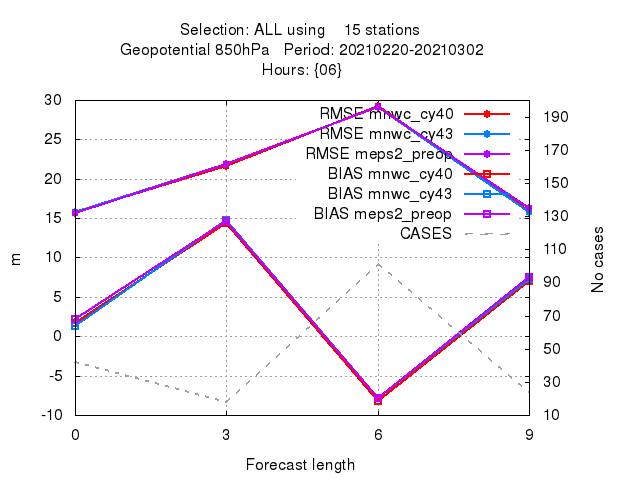 Selection: ALL using 15 stations
Geopotential 850hPa Period: 20210220-20210302
Hours: {06}
30
25
20
15
10
5
0
-5
-10
m
RMSE mnwc_cy40
RMSE mnwc_cy43
RMSE meps2_preop
BIAS mnwc_cy40
BIAS mnwc_cy43
BIAS meps2_preop
CASES
190
170
150
130
110
90
70
50
30
10
No cases
0 3 6 9
Forecast length